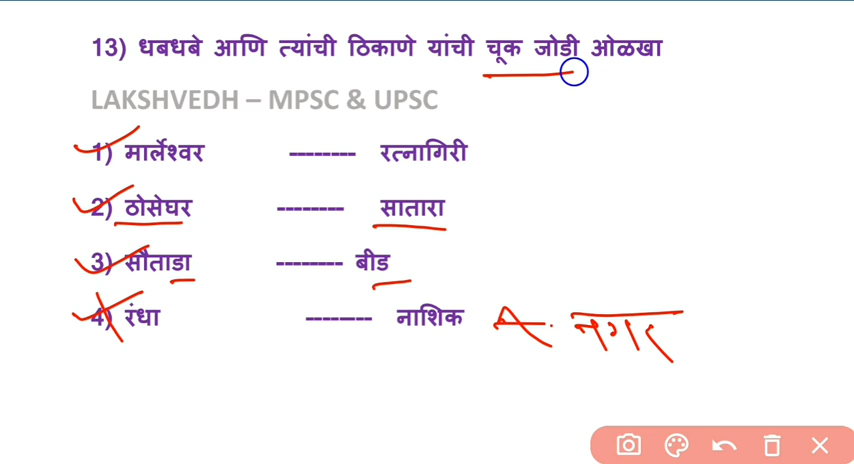 13) धबधबे आणि त्यांची ठिकाणे यांची चूक जोडी ओळखा
LAKSHVEDH – MPSC & UPSC
1) मार्लेश्वर -------- रत्नागिरी
2) ठोसेघर -------- सातारा
3) सौताडा -------- बीड
4) रंधा -------- नाशिक A. नगर